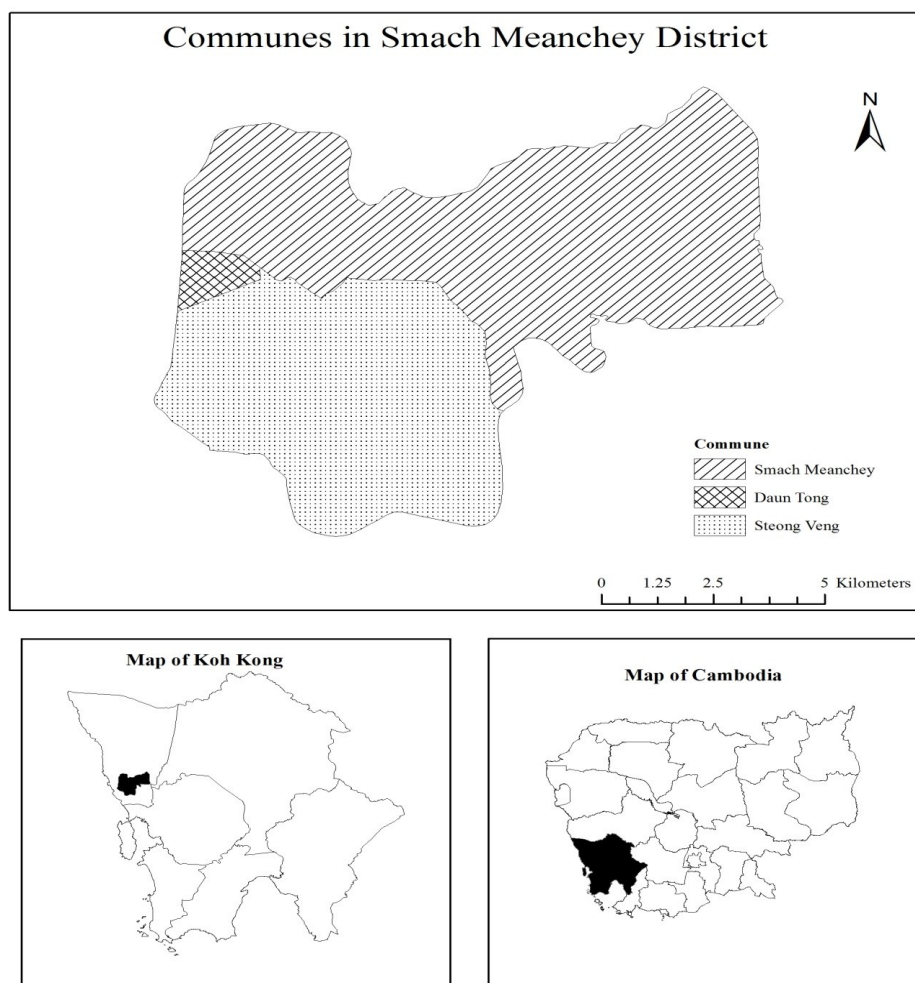 Communes in Smach Meanchey District
N
Commune
Smach Meanchey
Daun Tong
Steong Veng
0 1.25 2.5 5 Kilometers
Map of Koh Kong
Map of Cambodia